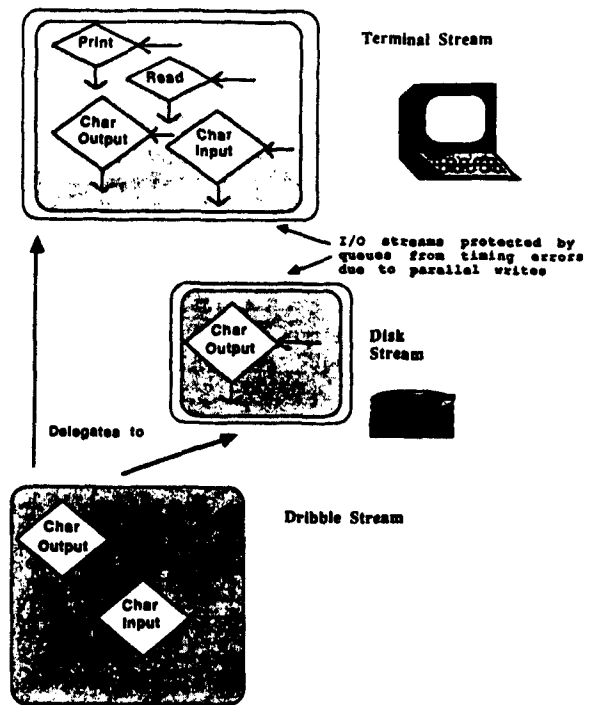 Print
Terminal Stream
Read
Char
Output
Char
Input
I/O streams protected by
queues from timing errors
due to parallel writes
Char
Output
Disk
Stream
Delegates to
Dribble Stream
Char
Output
Char
Input